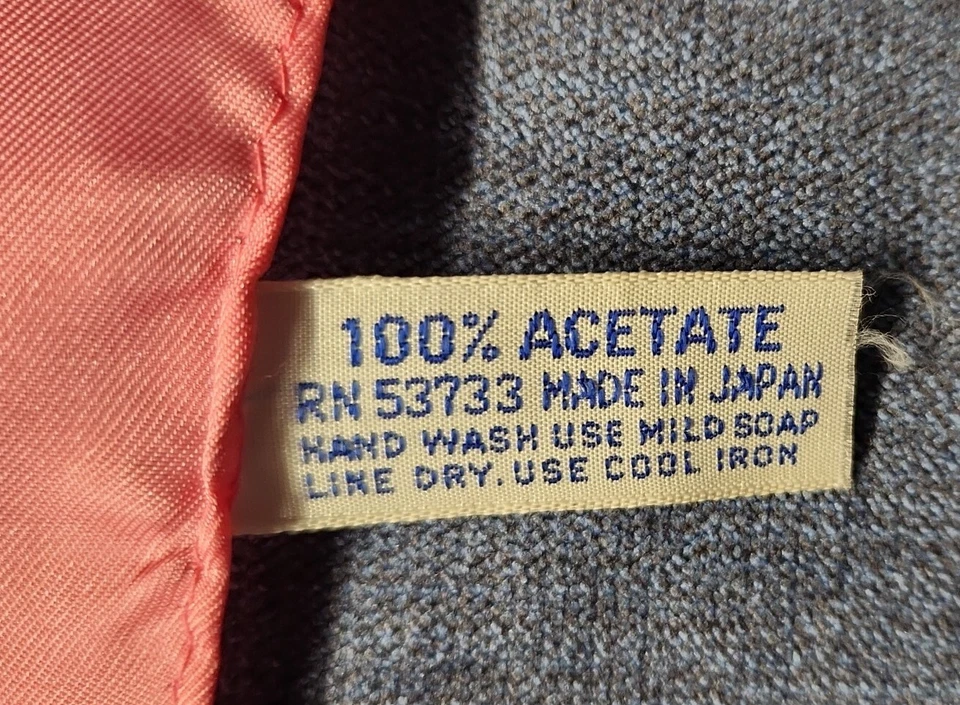 100% ACETATE
RN 53733 MADE IN JAPAN
HAND WASH USE MILD SOAP
LINE DRY. USE COOL IRON